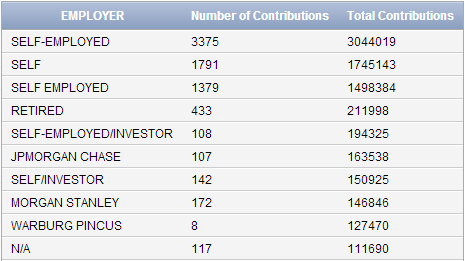 EMPLOYER Number of Contributions Total Contributions
SELF-EMPLOYED 3375 3044019
SELF 1791 1745143
SELF EMPLOYED 1379 1498384
RETIRED 433 211998
SELF-EMPLOYED/INVESTOR 108 194325
JPMORGAN CHASE 107 163538
SELF/INVESTOR 142 150925
MORGAN STANLEY 172 146846
WARBURG PINCUS 8 127470
N/A 117 111690